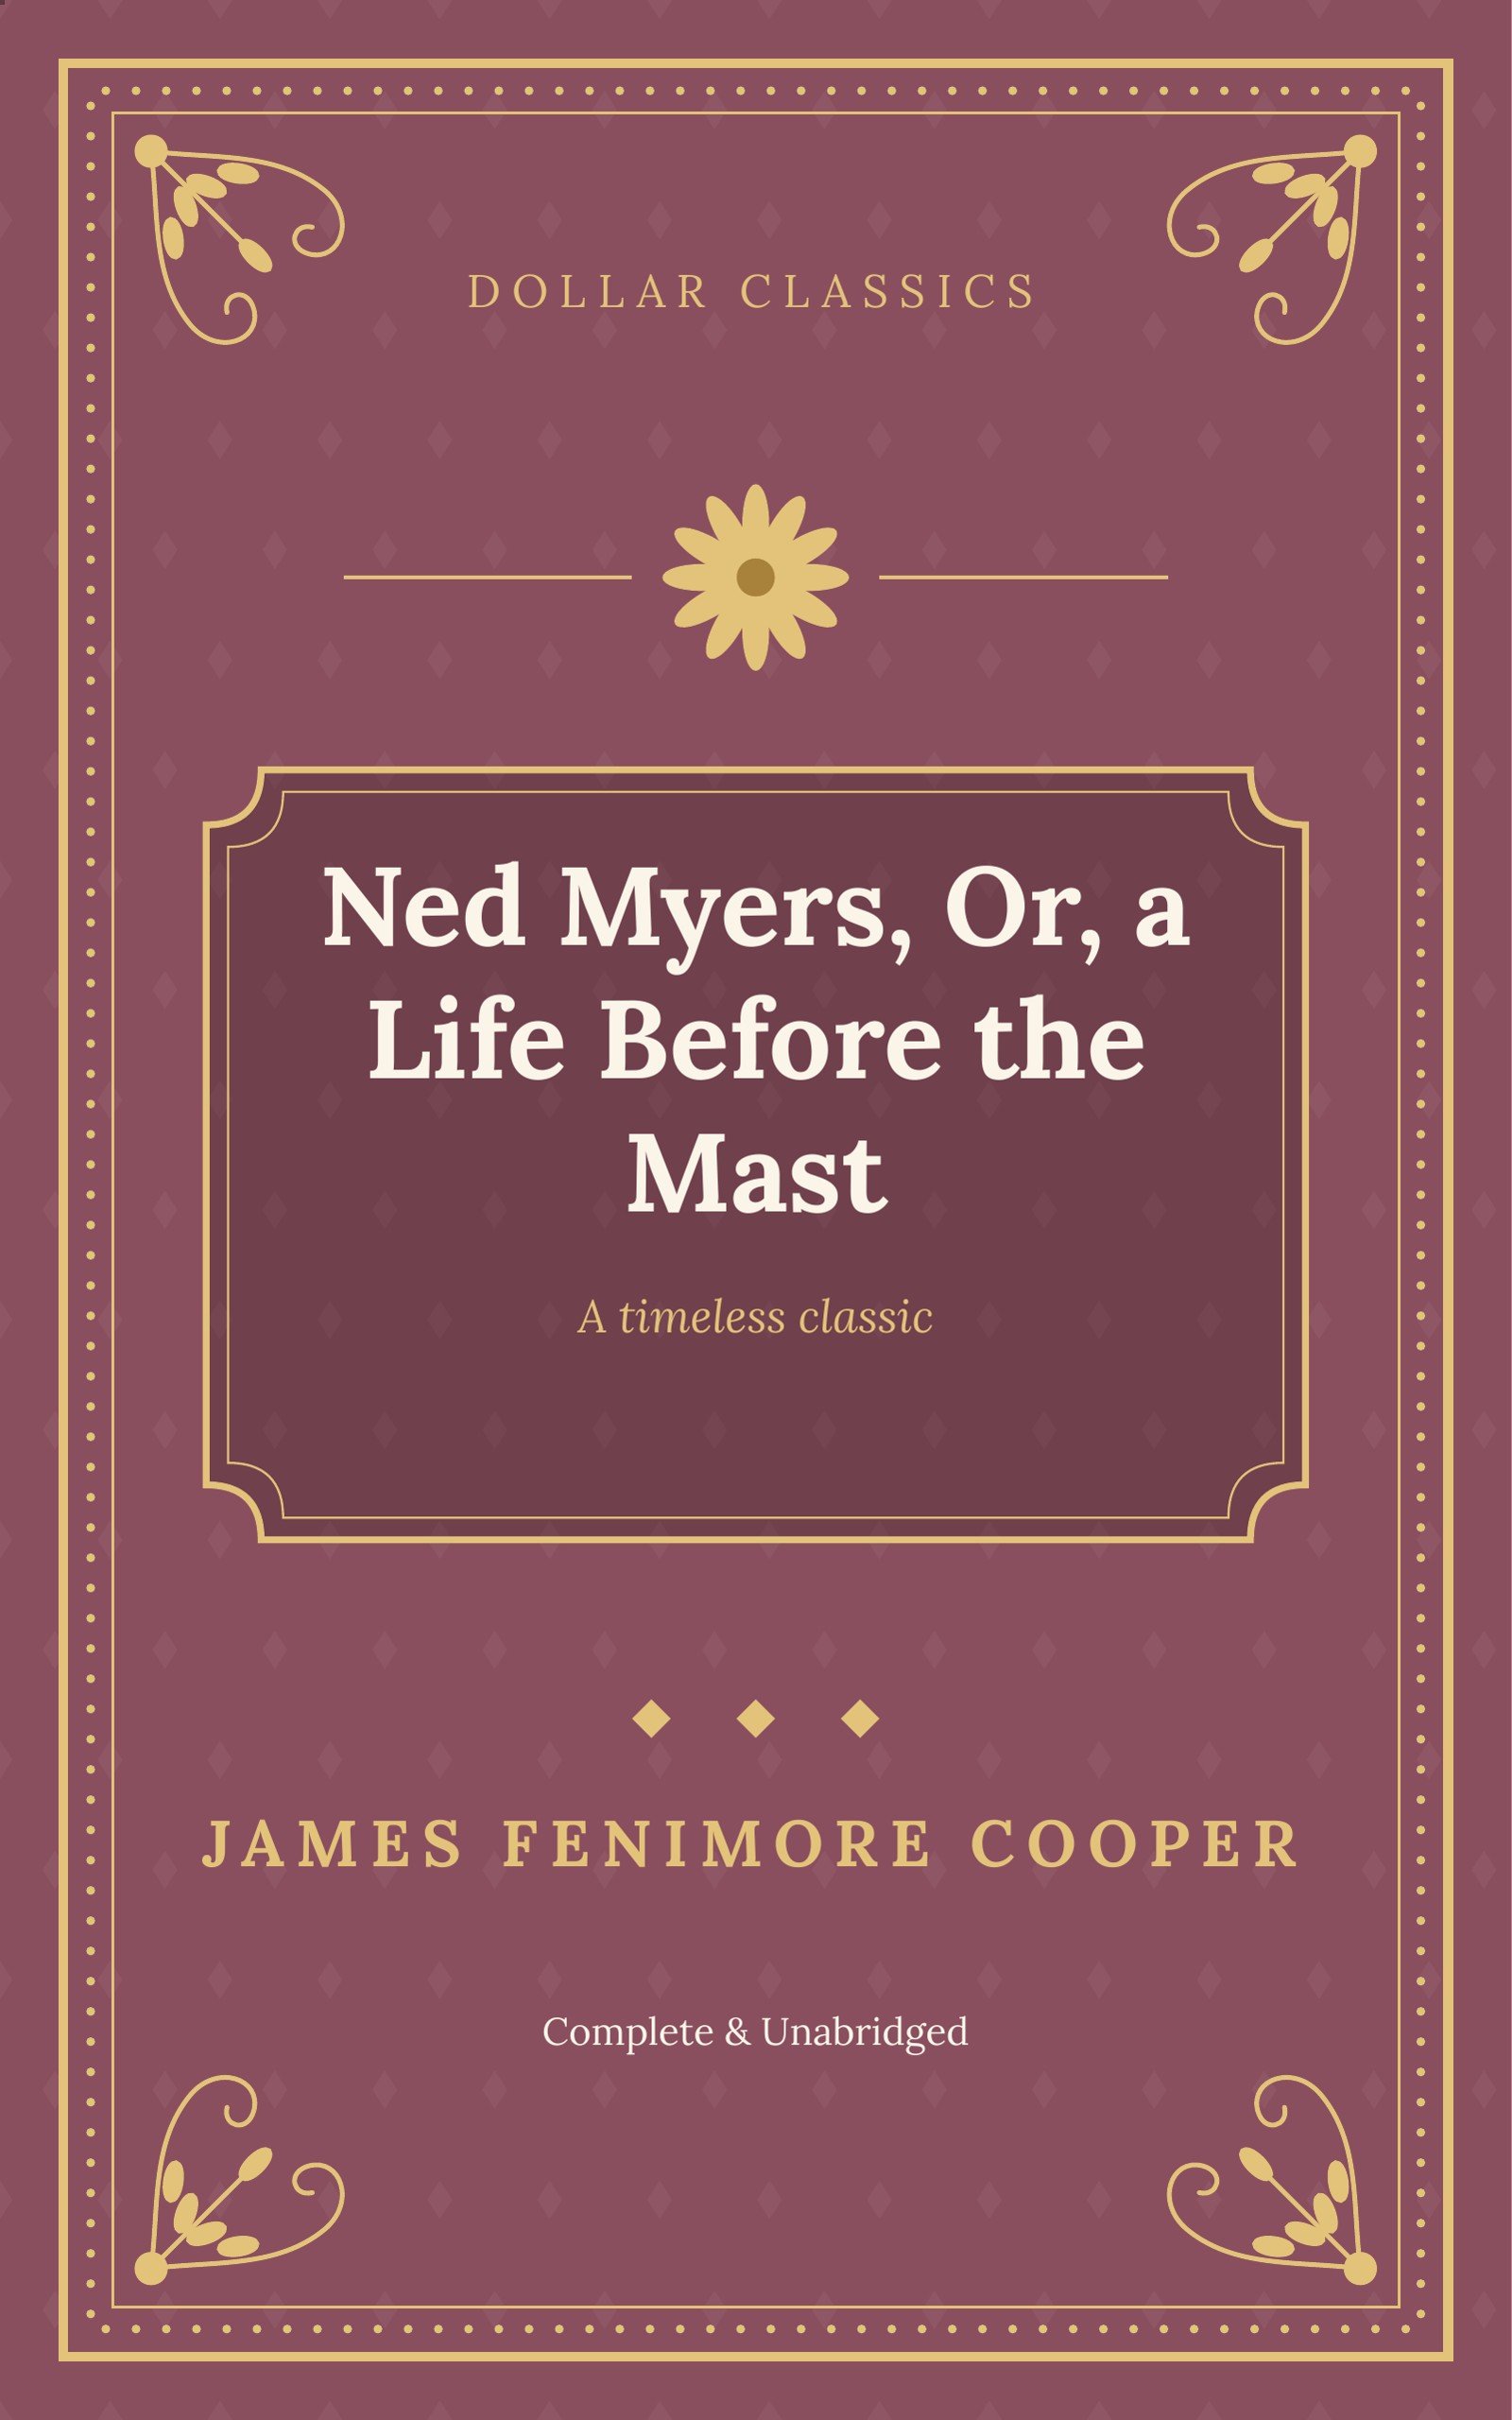 DOLLAR CLASSICS
Ned Myers, Or, a
Life Before the
Mast
A timeless classic
JAMES FENIMORE COOPER
Complete & Unabridged